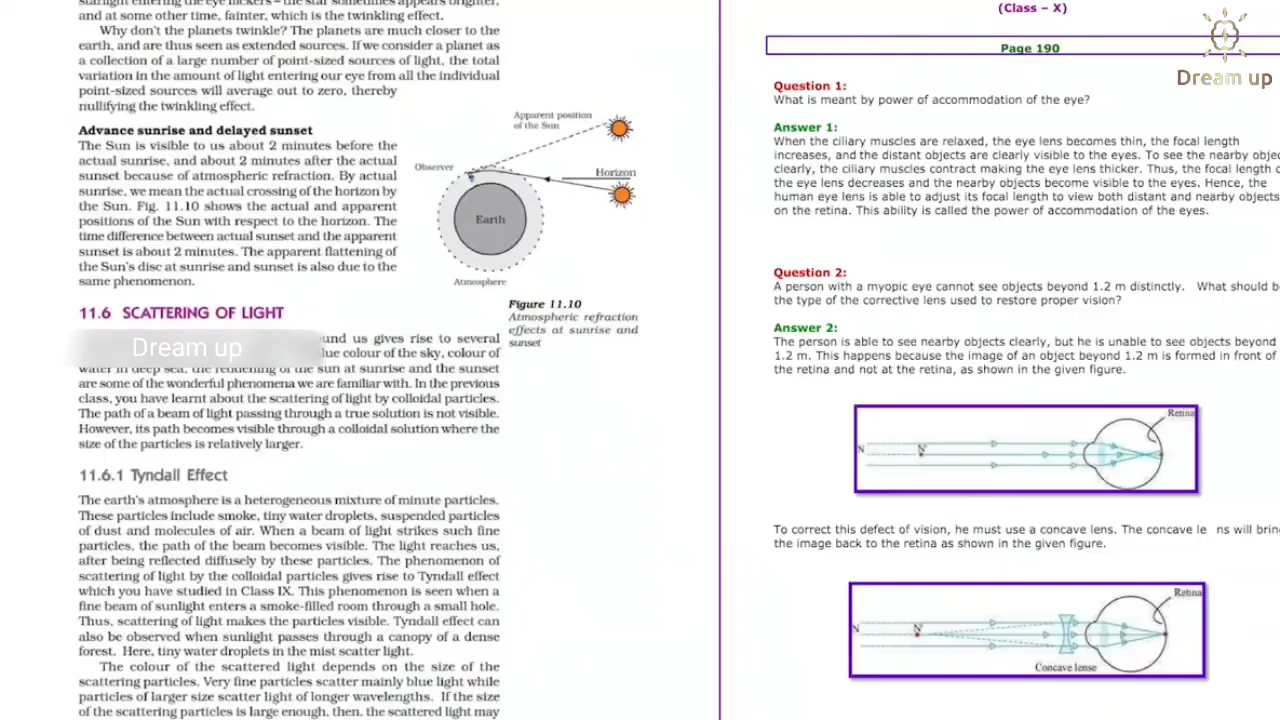 and at some other time, fainter, which is the twinkling effect.
Why don't the planets twinkle? The planets are much closer to the
earth, and are thus seen as extended sources. If we consider a planet as
a collection of a large number of point-sized sources of light, the total
variation in the amount of light entering our eye from all the individual
point-sized sources will average out to zero, thereby
nullifying the twinkling effect.
Advance sunrise and delayed sunset
The Sun is visible to us about 2 minutes before the
actual sunrise, and about 2 minutes after the actual
sunset because of atmospheric refraction. By actual
sunrise, we mean the actual crossing of the horizon by
the Sun. Fig. 11.10 shows the actual and apparent
positions of the Sun with respect to the horizon. The
time difference between actual sunset and the apparent
sunset is about 2 minutes. The apparent flattening of
the Sun's disc at sunrise and sunset is also due to the
same phenomenon.
Apparent position
of the Sun
Observer
Horizon
Earth
Atmosphere
Figure 11.10
Atmospheric refraction
effects at sunrise and
sunset
11.6 SCATTERING OF LIGHT
und us gives rise to several
Dream up
lue colour of the sky, colour of
water in deep sea, the reddening of the sun at sunrise and the sunset
are some of the wonderful phenomena we are familiar with. In the previous
class, you have learnt about the scattering of light by colloidal particles.
The path of a beam of light passing through a true solution is not visible.
However, its path becomes visible through a colloidal solution where the
size of the particles is relatively larger.
11.6.1 Tyndall Effect
The earth's atmosphere is a heterogeneous mixture of minute particles.
These particles include smoke, tiny water droplets, suspended particles
of dust and molecules of air. When a beam of light strikes such fine
particles, the path of the beam becomes visible. The light reaches us,
after being reflected diffusely by these particles. The phenomenon of
scattering of light by the colloidal particles gives rise to Tyndall effect
which you have studied in Class IX. This phenomenon is seen when a
fine beam of sunlight enters a smoke-filled room through a small hole.
Thus, scattering of light makes the particles visible. Tyndall effect can
also be observed when sunlight passes through a canopy of a dense
forest. Here, tiny water droplets in the mist scatter light.
The colour of the scattered light depends on the size of the
scattering particles. Very fine particles scatter mainly blue light while
particles of larger size scatter light of longer wavelengths. If the size
of the scattering particles is large enough, then, the scattered light may
(Class – X)
Page 190
Dream up
Question 1:
What is meant by power of accommodation of the eye?
Answer 1:
When the ciliary muscles are relaxed, the eye lens becomes thin, the focal length
increases, and the distant objects are clearly visible to the eyes. To see the nearby objec
clearly, the ciliary muscles contract making the eye lens thicker. Thus, the focal length o
the eye lens decreases and the nearby objects become visible to the eyes. Hence, the
human eye lens is able to adjust its focal length to view both distant and nearby objects
on the retina. This ability is called the power of accommodation of the eyes.
Question 2:
A person with a myopic eye cannot see objects beyond 1.2 m distinctly. What should b
the type of the corrective lens used to restore proper vision?
Answer 2:
The person is able to see nearby objects clearly, but he is unable to see objects beyond
1.2 m. This happens because the image of an object beyond 1.2 m is formed in front of
the retina and not at the retina, as shown in the given figure.
Retina
N
N'
To correct this defect of vision, he must use a concave lens. The concave le ns will bring
the image back to the retina as shown in the given figure.
Retina
N
N'
Concave lense